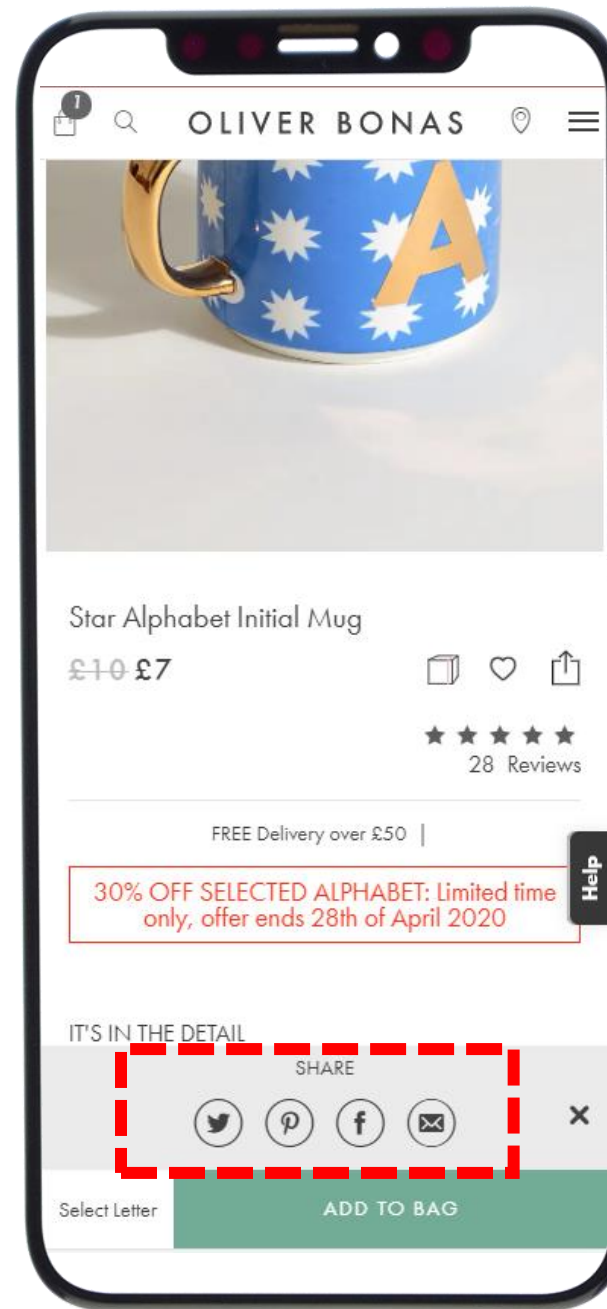 1
OLIVER BONAS
A
Star Alphabet Initial Mug
£10 £7
28 Reviews
FREE Delivery over £50 |
Help
30% OFF SELECTED ALPHABET: Limited time
only, offer ends 28th of April 2020
IT'S IN THE DETAIL
SHARE
Select Letter
ADD TO BAG